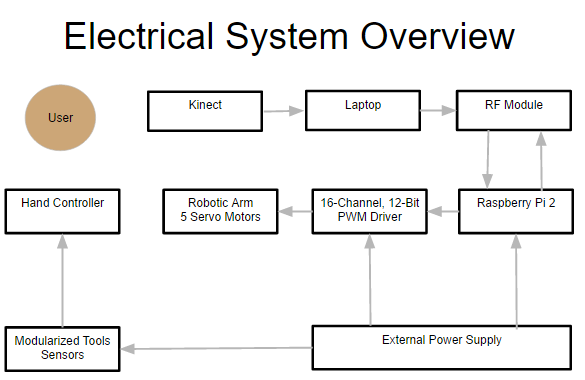 Electrical System Overview
User
Kinect
Laptop
RF Module
Hand Controller
Robotic Arm
5 Servo Motors
16-Channel, 12-Bit
PWM Driver
Raspberry Pi 2
Modularized Tools
Sensors
External Power Supply